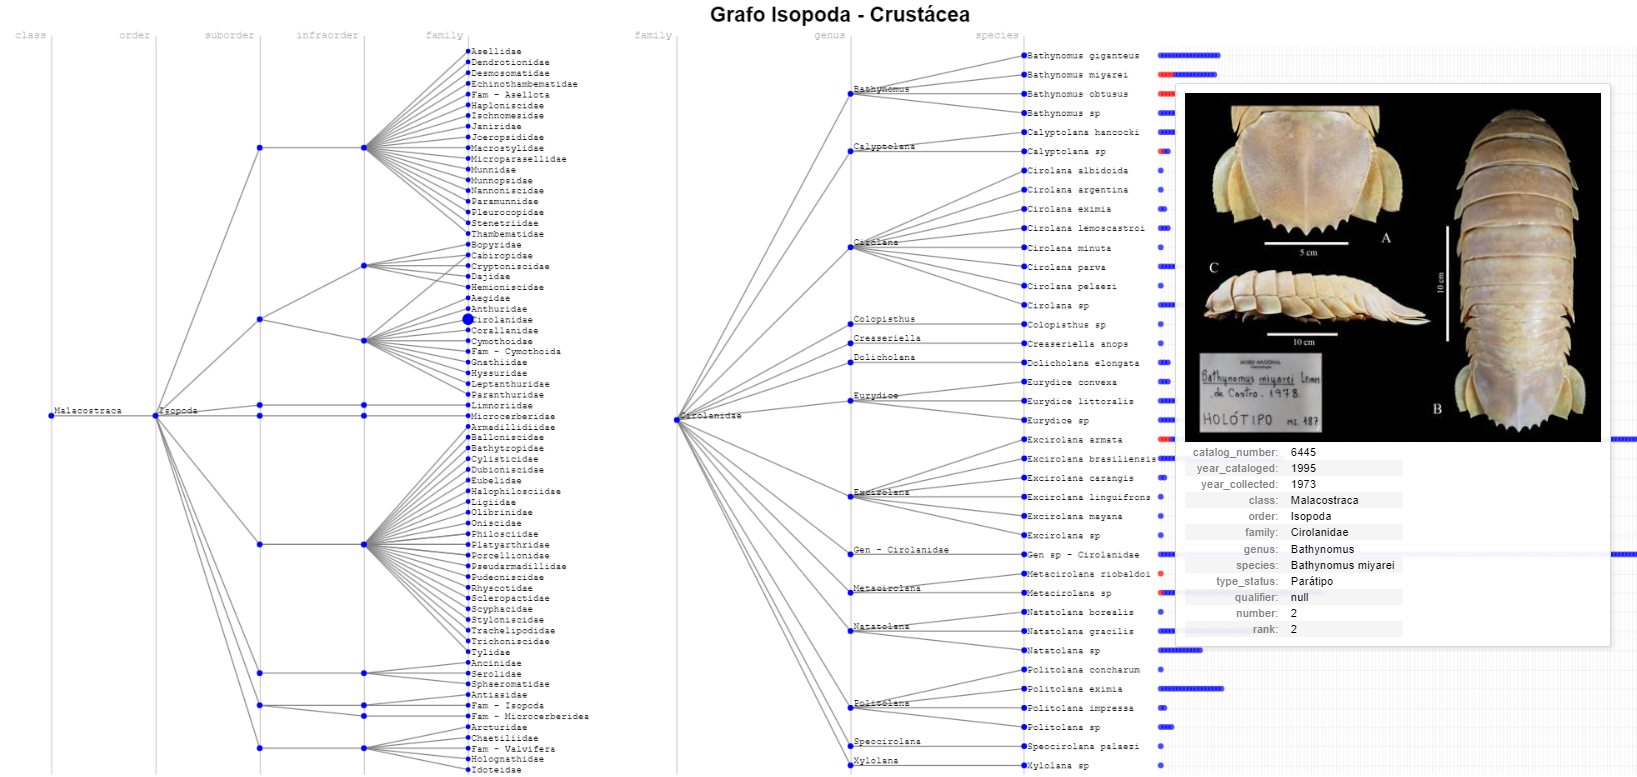 Grafo Isopoda - Crustácea
class
order
suborder
infraorder
family
family
genus
species
Malacostraca
Isopoda
Asellidae
Dendrotionidae
Desmosomatidae
Echinothambematidae
Fam - Asellota
Haploniscidae
Ischnomesidae
Janiridae
Joeropsididae
Macrostylidae
Microparasellidae
Munnidae
Munnopsidae
Nannoniscidae
Paramunnidae
Pleurocopidae
Stenetriidae
Thambematidae
Bopyridae
Cabiropidae
Cryptoniscidae
Dajidae
Hemioniscidae
Aegidae
Anthuridae
Cirolanidae
Corallanidae
Cymothoidae
Fam - Cymothoida
Gnathiidae
Hyssuridae
Leptanthuridae
Paranthuridae
Limnoriidae
Microcerberidae
Armadillidiidae
Balloniscidae
Bathytropidae
Cylisticidae
Dubioniscidae
Eubelidae
Halophilosciidae
Ligiidae
Olibrinidae
Oniscidae
Philosciidae
Platyarthridae
Porcellionidae
Pseudarmadillidae
Pudeoniscidae
Rhyscotidae
Scleropactidae
Scyphacidae
Styloniscidae
Trachelipodidae
Trichoniscidae
Tylidae
Ancinidae
Serolidae
Sphaeromatidae
Antiasidae
Fam - Isopoda
Fam - Microcerberidea
Arcturidae
Chaetiliidae
Fam - Valvifera
Holognathidae
Idoteidae
Cirolanidae
Bathynomus
Calyptolana
Cirolana
Colopisthus
Creaseriella
Dolicholana
Eurydice
Excirolana
Gen - Cirolanidae
Metacirolana
Natatolana
Politolana
Speocirolana
Xylolana
Bathynomus giganteus
Bathynomus miyarei
Bathynomus obtusus
Bathynomus sp
Calyptolana hancocki
Calyptolana sp
Cirolana albidoida
Cirolana argentina
Cirolana eximia
Cirolana lemoscastroi
Cirolana minuta
Cirolana parva
Cirolana pelaezi
Cirolana sp
Colopisthus sp
Creaseriella anops
Dolicholana elongata
Eurydice convexa
Eurydice littoralis
Eurydice sp
Excirolana armata
Excirolana brasiliensis
Excirolana carangis
Excirolana linguifrons
Excirolana mayana
Excirolana sp
Gen sp - Cirolanidae
Metacirolana riobaldoi
Metacirolana sp
Natatolana borealis
Natatolana gracilis
Natatolana sp
Politolana concharum
Politolana eximia
Politolana impressa
Politolana sp
Speocirolana palaezi
Xylolana sp
A
5 cm
C
10 cm
10 cm
B
MUSEU NACIONAL
Bathynomus miyarei Lemos
de Castro, 1978.
HOLÓTIPO MI. 187
catalog_number: 6445
year_cataloged: 1995
year_collected: 1973
class: Malacostraca
order: Isopoda
family: Cirolanidae
genus: Bathynomus
species: Bathynomus miyarei
type_status: Parátipo
qualifier: null
number: 2
rank: 2